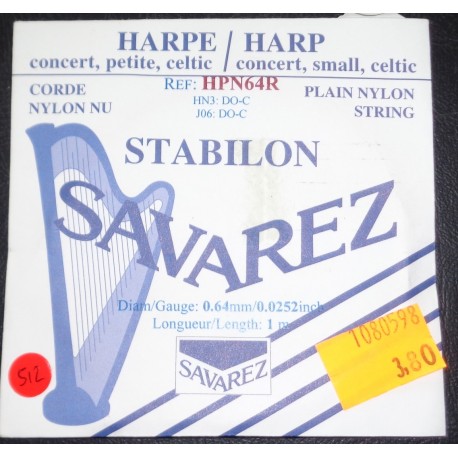 HARPE / HARP
concert, petite, celtic / concert, small, celtic
CORDE
NYLON NU
REF: HPN64R
HN3: DO-C
J06: DO-C
PLAIN NYLON
STRING
STABILON
SAVAREZ
Diam/Gauge: 0.64mm/0.0252inch
Longueur/Length: 1 m
SAVAREZ
512
1080598
3,80